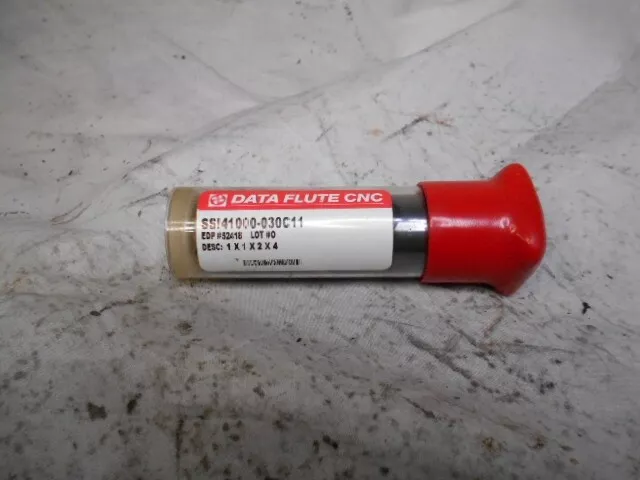 DATA FLUTE CNC
SSI41000-030C11
EDP #82418 LOT #0
DESC: 1 X 1 X 2 X 4